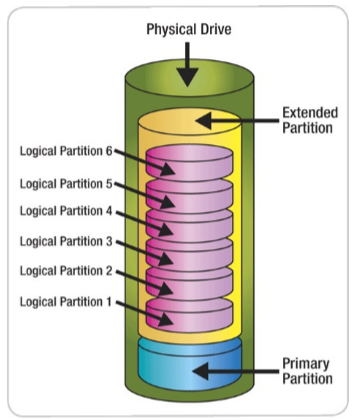 Physical Drive
Extended
Partition
Logical Partition 6
Logical Partition 5
Logical Partition 4
Logical Partition 3
Logical Partition 2
Logical Partition 1
Primary
Partition